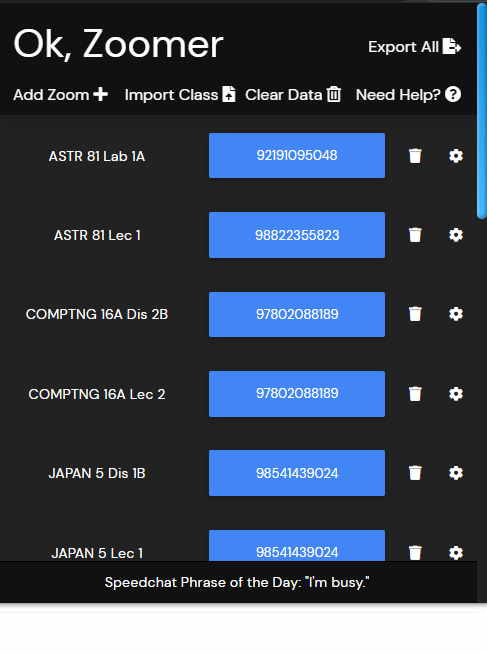 Ok, Zoomer
Export All
Add Zoom Import Class Clear Data Need Help?
ASTR 81 Lab 1A 92191095048
ASTR 81 Lec 1 98822355823
COMPTNG 16A Dis 2B 97802088189
COMPTNG 16A Lec 2 97802088189
JAPAN 5 Dis 1B 98541439024
JAPAN 5 Lec 1 98541439024
Speedchat Phrase of the Day: "I'm busy."